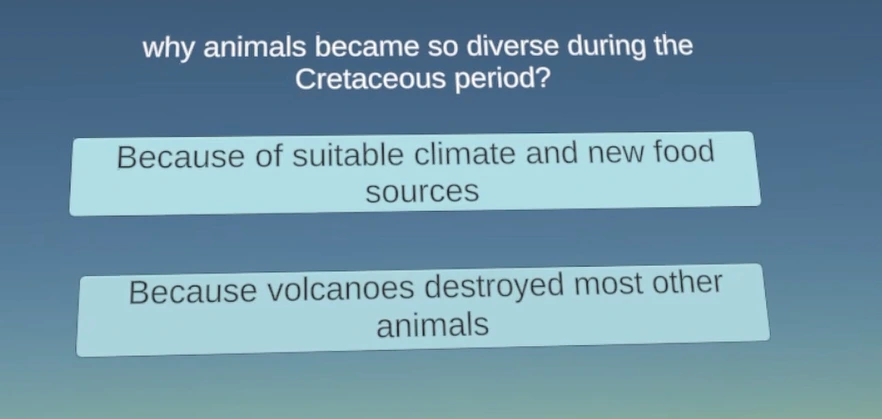 why animals became so diverse during the
Cretaceous period?
Because of suitable climate and new food
sources
Because volcanoes destroyed most other
animals